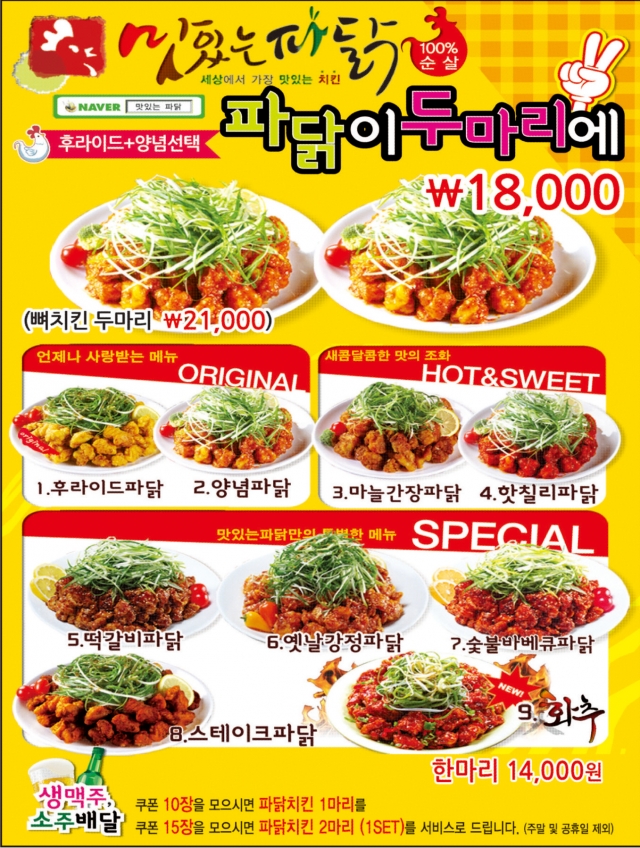 맛있는파닭
100%
순살
세상에서 가장 맛있는 치킨
NAVER 맛있는 파닭
후라이드+양념선택
파닭이두마리에
₩18,000
(뼈치킨 두마리 ₩21,000)
언제나 사랑받는 메뉴
ORIGINAL
새콤달콤한 맛의 조화
HOT&SWEET
original
1.후라이드파닭
2.양념파닭
3.마늘간장파닭
4.핫칠리파닭
맛있는파닭만의 특별한 메뉴
SPECIAL
5.떡갈비파닭
6.옛날강정파닭
7.숯불바베큐파닭
8.스테이크파닭
NEW!
9.화추
한마리 14,000원
생맥주,
소주배달
쿠폰 10장을 모으시면 파닭치킨 1마리를
쿠폰 15장을 모으시면 파닭치킨 2마리 (1SET)를 서비스로 드립니다. (주말 및 공휴일 제외)